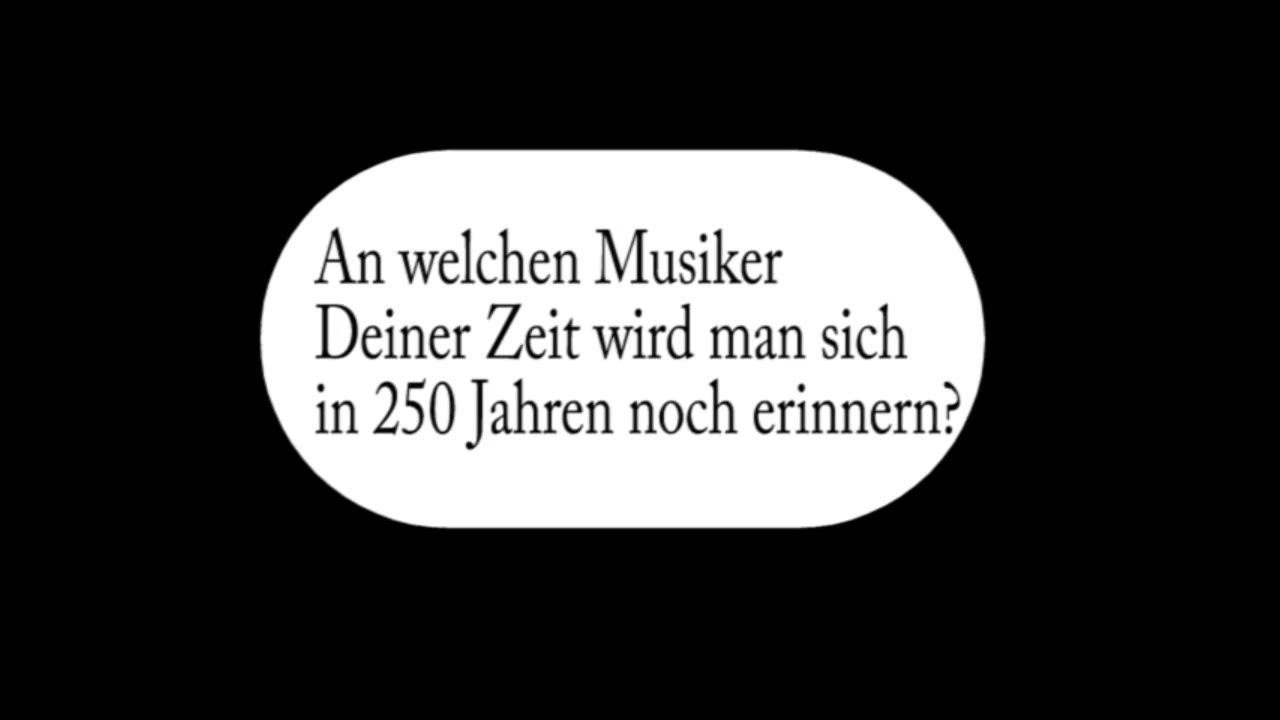 An welchen Musiker
Deiner Zeit wird man sich
in 250 Jahren noch erinnern?